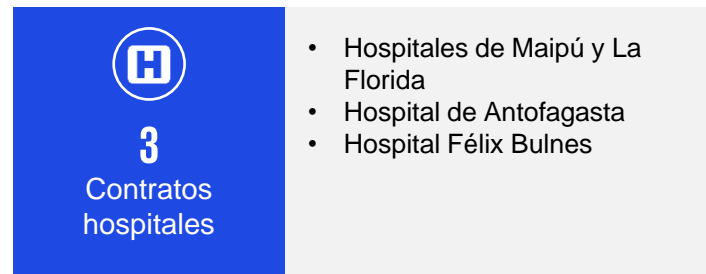 H
3
Contratos
hospitales
• Hospitales de Maipú y La
Florida
• Hospital de Antofagasta
• Hospital Félix Bulnes